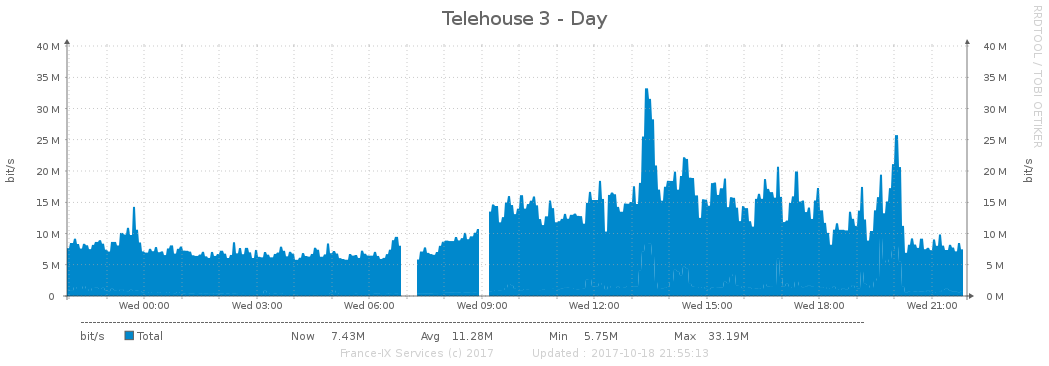 Telehouse 3 - Day
RRDTOOL / TOBI OETIKER
bit/s
bit/s
40 M 40 M
35 M 35 M
30 M 30 M
25 M 25 M
20 M 20 M
15 M 15 M
10 M 10 M
5 M 5 M
0 0 M
Wed 00:00 Wed 03:00 Wed 06:00 Wed 09:00 Wed 12:00 Wed 15:00 Wed 18:00 Wed 21:00
bit/s Total Now 7.43M Avg 11.28M Min 5.75M Max 33.19M
France-IX Services (c) 2017 Updated : 2017-10-18 21:55:13